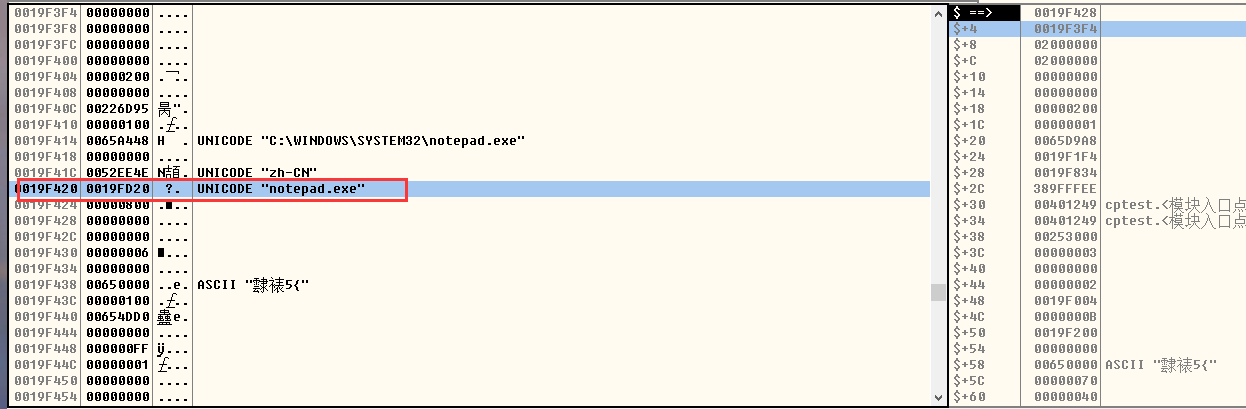 0019F3F4 00000000 ....
0019F3F8 00000000 ....
0019F3FC 00000000 ....
0019F400 00000000 ....
0019F404 00000200 .¬..
0019F408 00000000 ....
0019F40C 00226D95 ".
0019F410 00000100 .ƒ..
0019F414 0065A448 H . UNICODE "C:\WINDOWS\SYSTEM32\notepad.exe"
0019F418 00000000 ....
0019F41C 0052EE4E N頶. UNICODE "zh-CN"
0019F420 0019FD20 ?. UNICODE "notepad.exe"
0019F424 00000800 .■..
0019F428 00000000 ....
0019F42C 00000000 ....
0019F430 00000006 ■...
0019F434 00000000 ....
0019F438 00650000 ..e. ASCII "隸裱5{"
0019F43C 00000100 .ƒ..
0019F440 00654DD0 e.
0019F444 00000000 ....
0019F448 000000FF ÿ...
0019F44C 00000001 ƒ...
0019F450 00000000 ....
0019F454 00000000 ....
$ ==> 0019F428
$+4 0019F3F4
$+8 02000000
$+C 02000000
$+10 00000000
$+14 00000000
$+18 00000200
$+1C 00000001
$+20 0065D9A8
$+24 0019F1F4
$+28 0019F834
$+2C 389FFFEE
$+30 00401249 cptest.<模块入口点
$+34 00401249 cptest.<模块入口点
$+38 00253000
$+3C 00000003
$+40 00000000
$+44 00000002
$+48 0019F004
$+4C 0000000B
$+50 0019F200
$+54 00000000
$+58 00650000 ASCII "隸裱5{"
$+5C 00000070
$+60 00000040